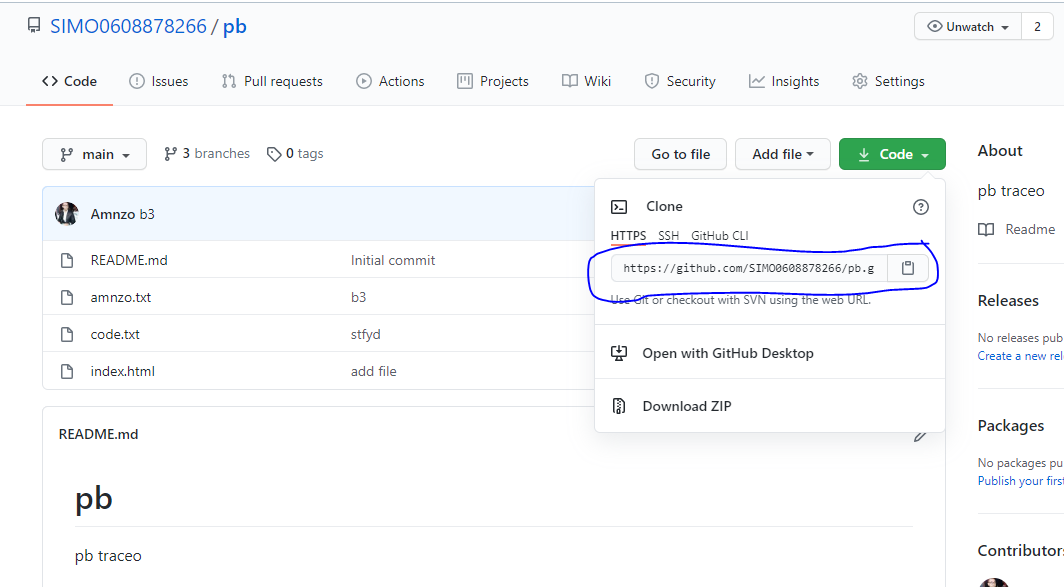 SIMO0608878266 / pb
Unwatch 2
Code Issues Pull requests Actions Projects Wiki Security Insights Settings
main 3 branches 0 tags Go to file Add file Code
About
pb traceo
Readme
Amnzo b3
README.md Initial commit
amnzo.txt b3
code.txt stfyd
index.html add file
Clone
HTTPS SSH GitHub CLI
https://github.com/SIMO0608878266/pb.g
Use Git or checkout with SVN using the web URL.
Open with GitHub Desktop
Download ZIP
Releases
No releases pub
Create a new rel
README.md
pb
pb traceo
Packages
No packages pu
Publish your first
Contributors